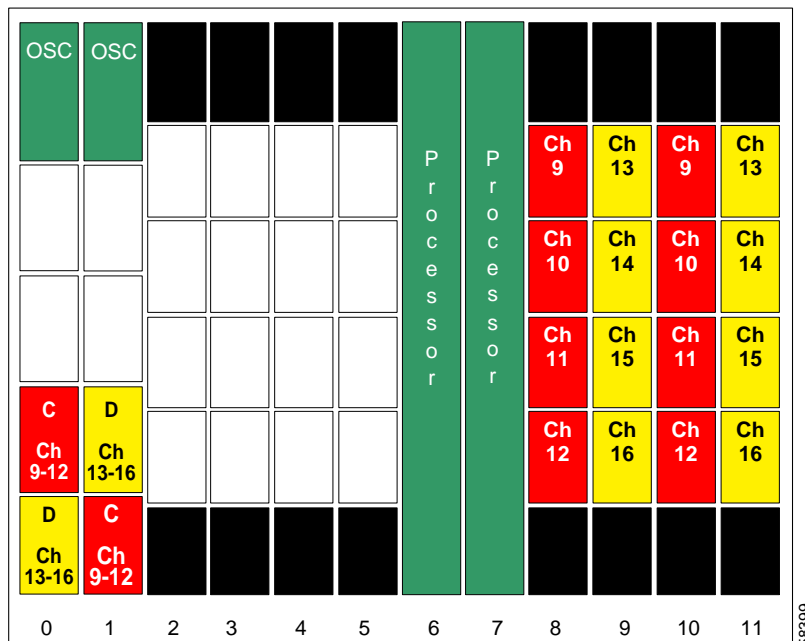 OSC OSC
Processor Processor
Ch 9 Ch 13 Ch 9 Ch 13
Ch 10 Ch 14 Ch 10 Ch 14
Ch 11 Ch 15 Ch 11 Ch 15
Ch 12 Ch 16 Ch 12 Ch 16
C Ch 9-12 D Ch 13-16
D Ch 13-16 C Ch 9-12
0 1 2 3 4 5 6 7 8 9 10 11